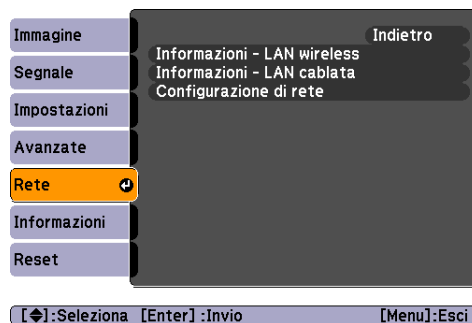 Immagine
Segnale
Impostazioni
Avanzate
Rete
Informazioni
Reset
Indietro
Informazioni - LAN wireless
Informazioni - LAN cablata
Configurazione di rete
[◆]:Seleziona [Enter] :Invio [Menu]:Esci